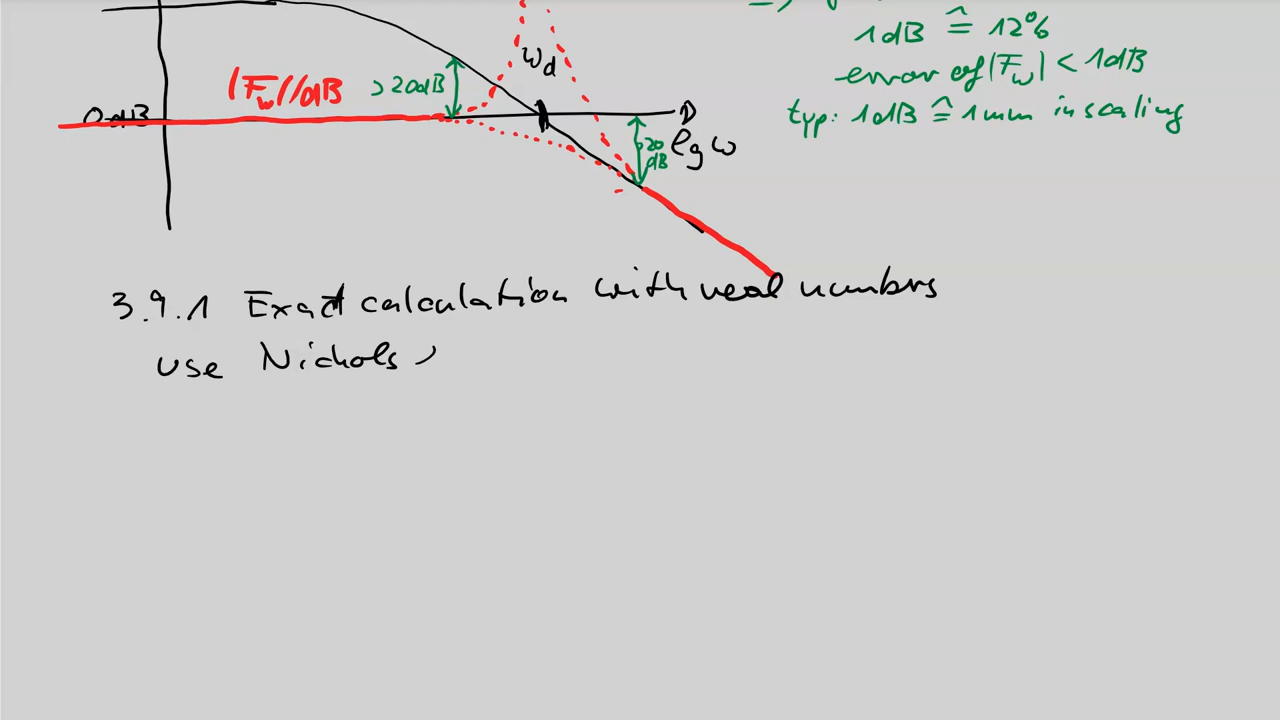 1dB ≙ 12%
error of |F_w| < 1dB
typ: 1dB ≙ 1mm in scaling
ω_d
|F_w|/dB
>20dB
0dB
20
dB
lg ω
3.9.1 Exact calculation with real numbers
use Nichols